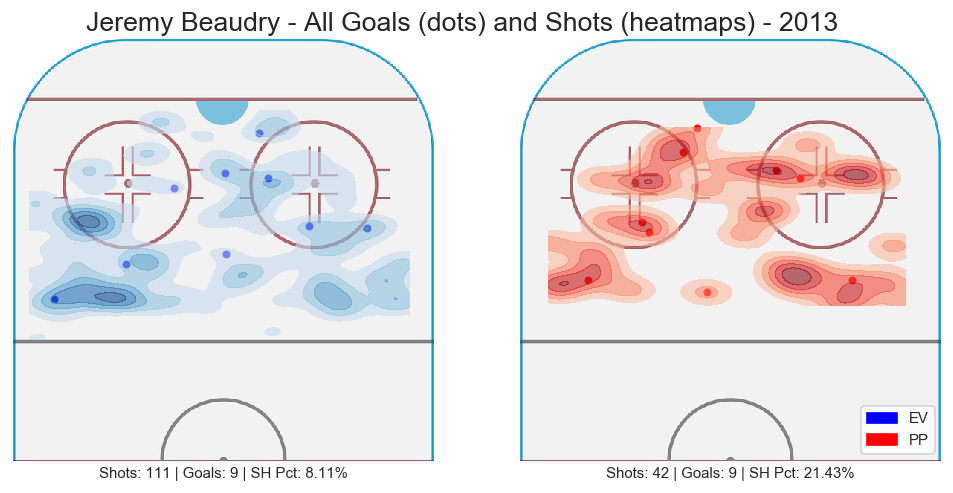 Jeremy Beaudry - All Goals (dots) and Shots (heatmaps) - 2013
EV
PP
Shots: 111 | Goals: 9 | SH Pct: 8.11%
Shots: 42 | Goals: 9 | SH Pct: 21.43%